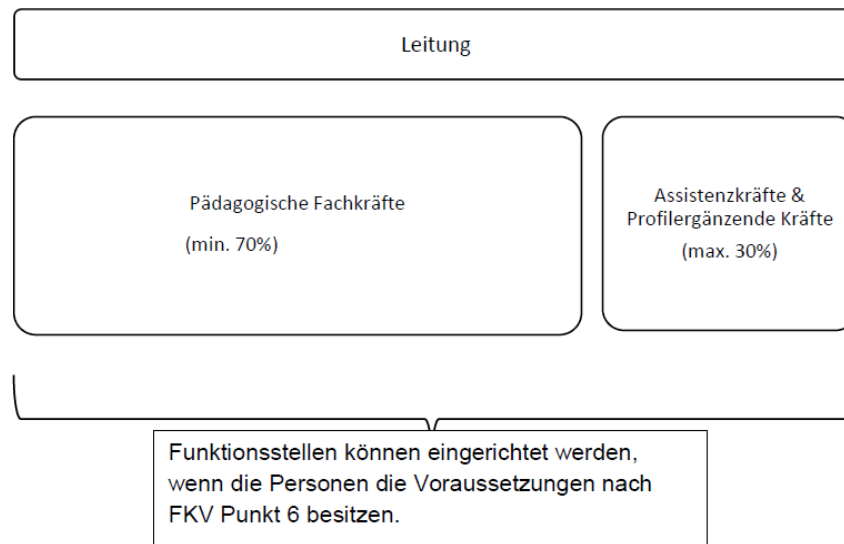 Leitung
Pädagogische Fachkräfte
(min. 70%)
Assistenzkräfte &
Profilergänzende Kräfte
(max. 30%)
Funktionsstellen können eingerichtet werden,
wenn die Personen die Voraussetzungen nach
FKV Punkt 6 besitzen.